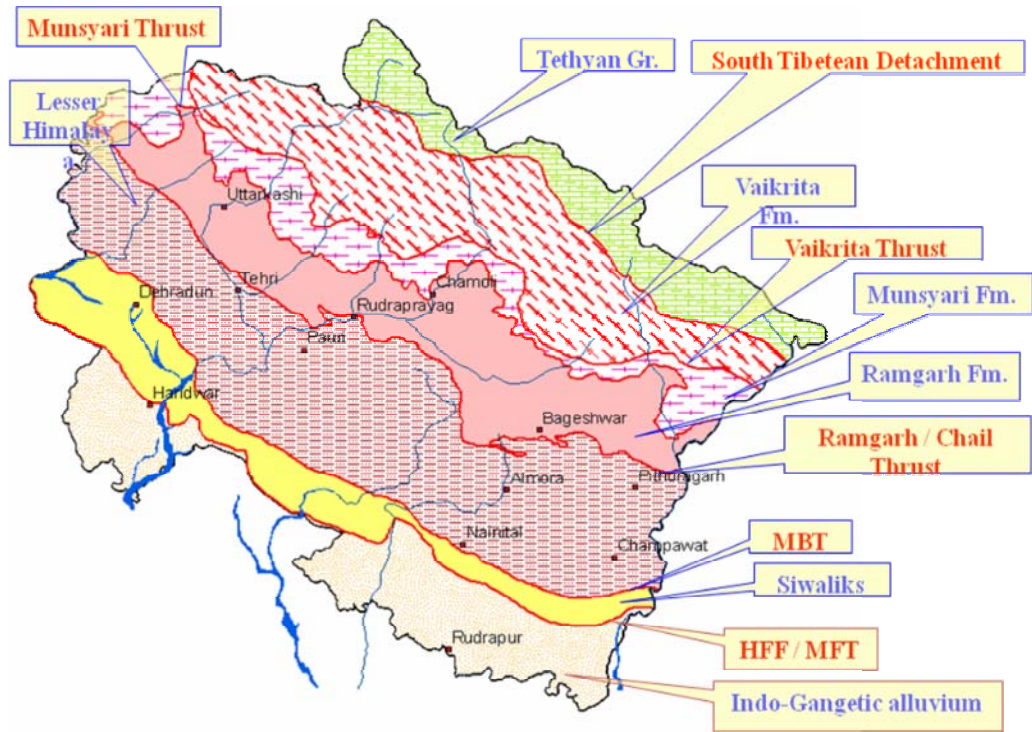 Munsyari Thrust
Tethyan Gr.
South Tibetean Detachment
Lesser
Himalay
a
Vaikrita
Fm.
Uttarkashi
Vaikrita Thrust
Munsyari Fm.
Tehri
Chamoli
Dehradun
Rudraprayag
Pauri
Ramgarh Fm.
Haridwar
Bageshwar
Ramgarh / Chail
Thrust
Pithoragarh
Almora
Nainital
Champawat
MBT
Siwaliks
Rudrapur
HFF / MFT
Indo-Gangetic alluvium